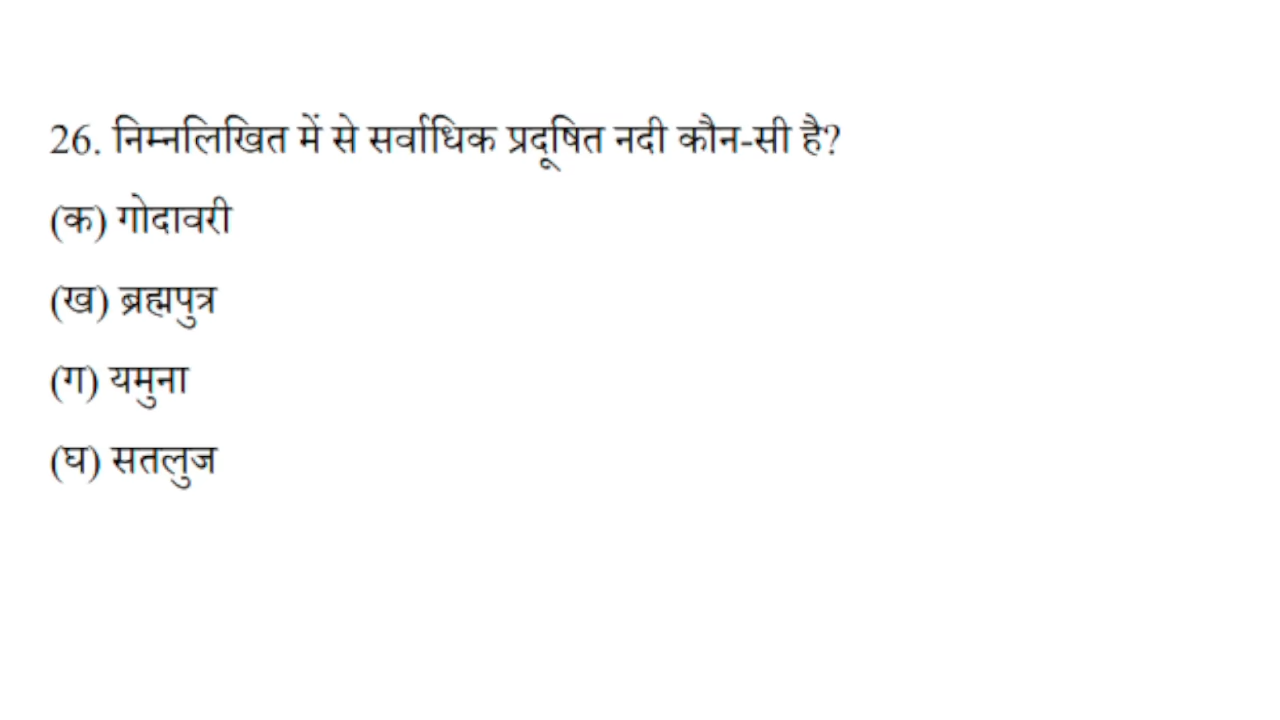 26. निम्नलिखित में से सर्वाधिक प्रदूषित नदी कौन-सी है?
(क) गोदावरी
(ख) ब्रह्मपुत्र
(ग) यमुना
(घ) सतलुज